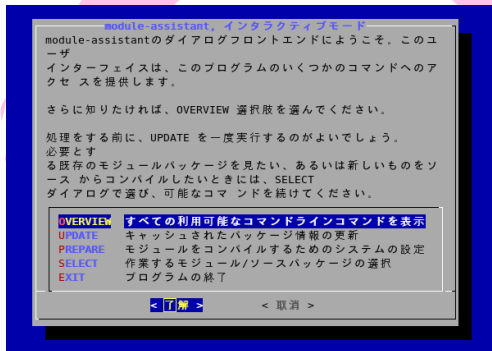 module-assistant, インタラクティブモード
module-assistantのダイアログフロントエンドにようこそ。このユ
ーザ
インターフェイスは、このプログラムのいくつかのコマンドへのア
クセ スを提供します。
さらに知りたければ、OVERVIEW 選択肢を選んでください。
処理をする前に、UPDATE を一度実行するのがよいでしょう。
必要とす
る既存のモジュールパッケージを見たい、あるいは新しいものをソ
ース からコンパイルしたいときには、SELECT
ダイアログで選び、可能なコマ ンドを続けてください。
OVERVIEW すべての利用可能なコマンドラインコマンドを表示
UPDATE キャッシュされたパッケージ情報の更新
PREPARE モジュールをコンパイルするためのシステムの設定
SELECT 作業するモジュール/ソースパッケージの選択
EXIT プログラムの終了
< 了解 > < 取消 >